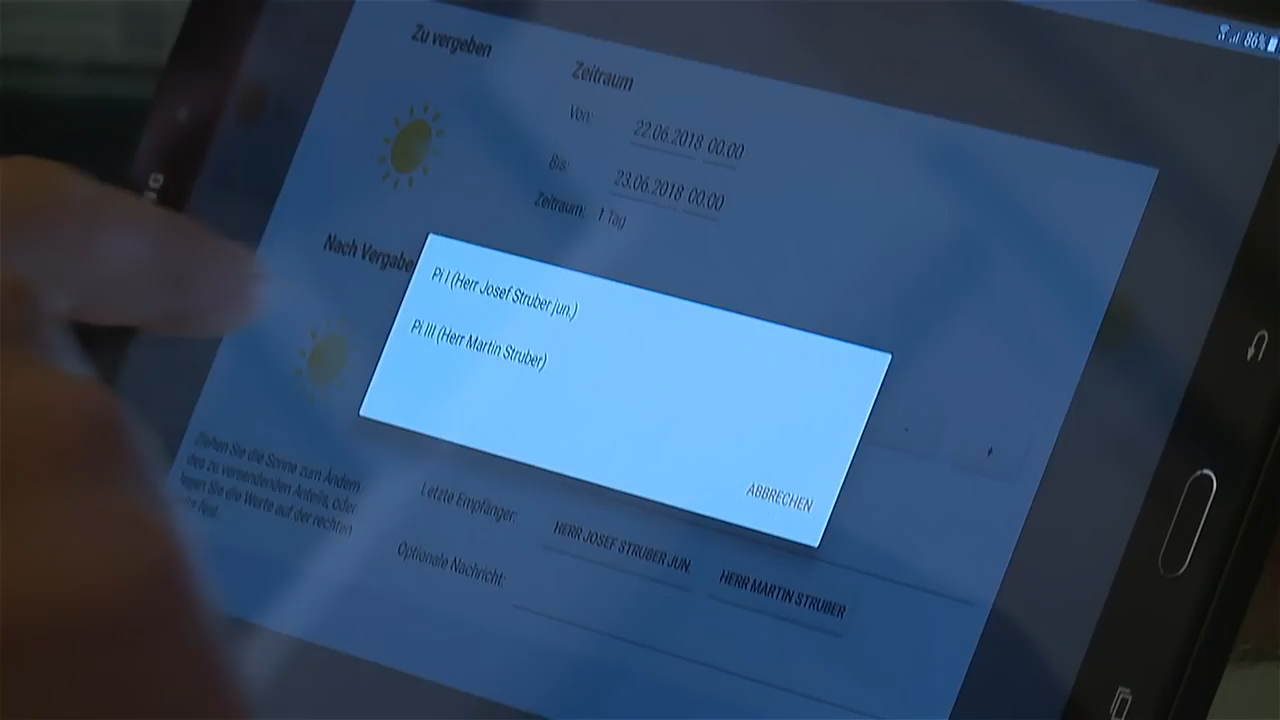 86%
Zu vergeben
Zeitraum
Von:
22.06.2018 00:00
Bis:
23.06.2018 00:00
Zeitraum: 1 Tag
Nach Vergabe
Pi I (Herr Josef Struber jun.)
Pi III (Herr Martin Struber)
ABBRECHEN
Ziehen Sie die Sonne zum Ändern
des zu versendenden Anteils, oder
legen Sie die Werte auf der rechten
fest.
Letzte Empfänger:
HERR JOSEF STRUBER JUN.
HERR MARTIN STRUBER
Optionale Nachricht: